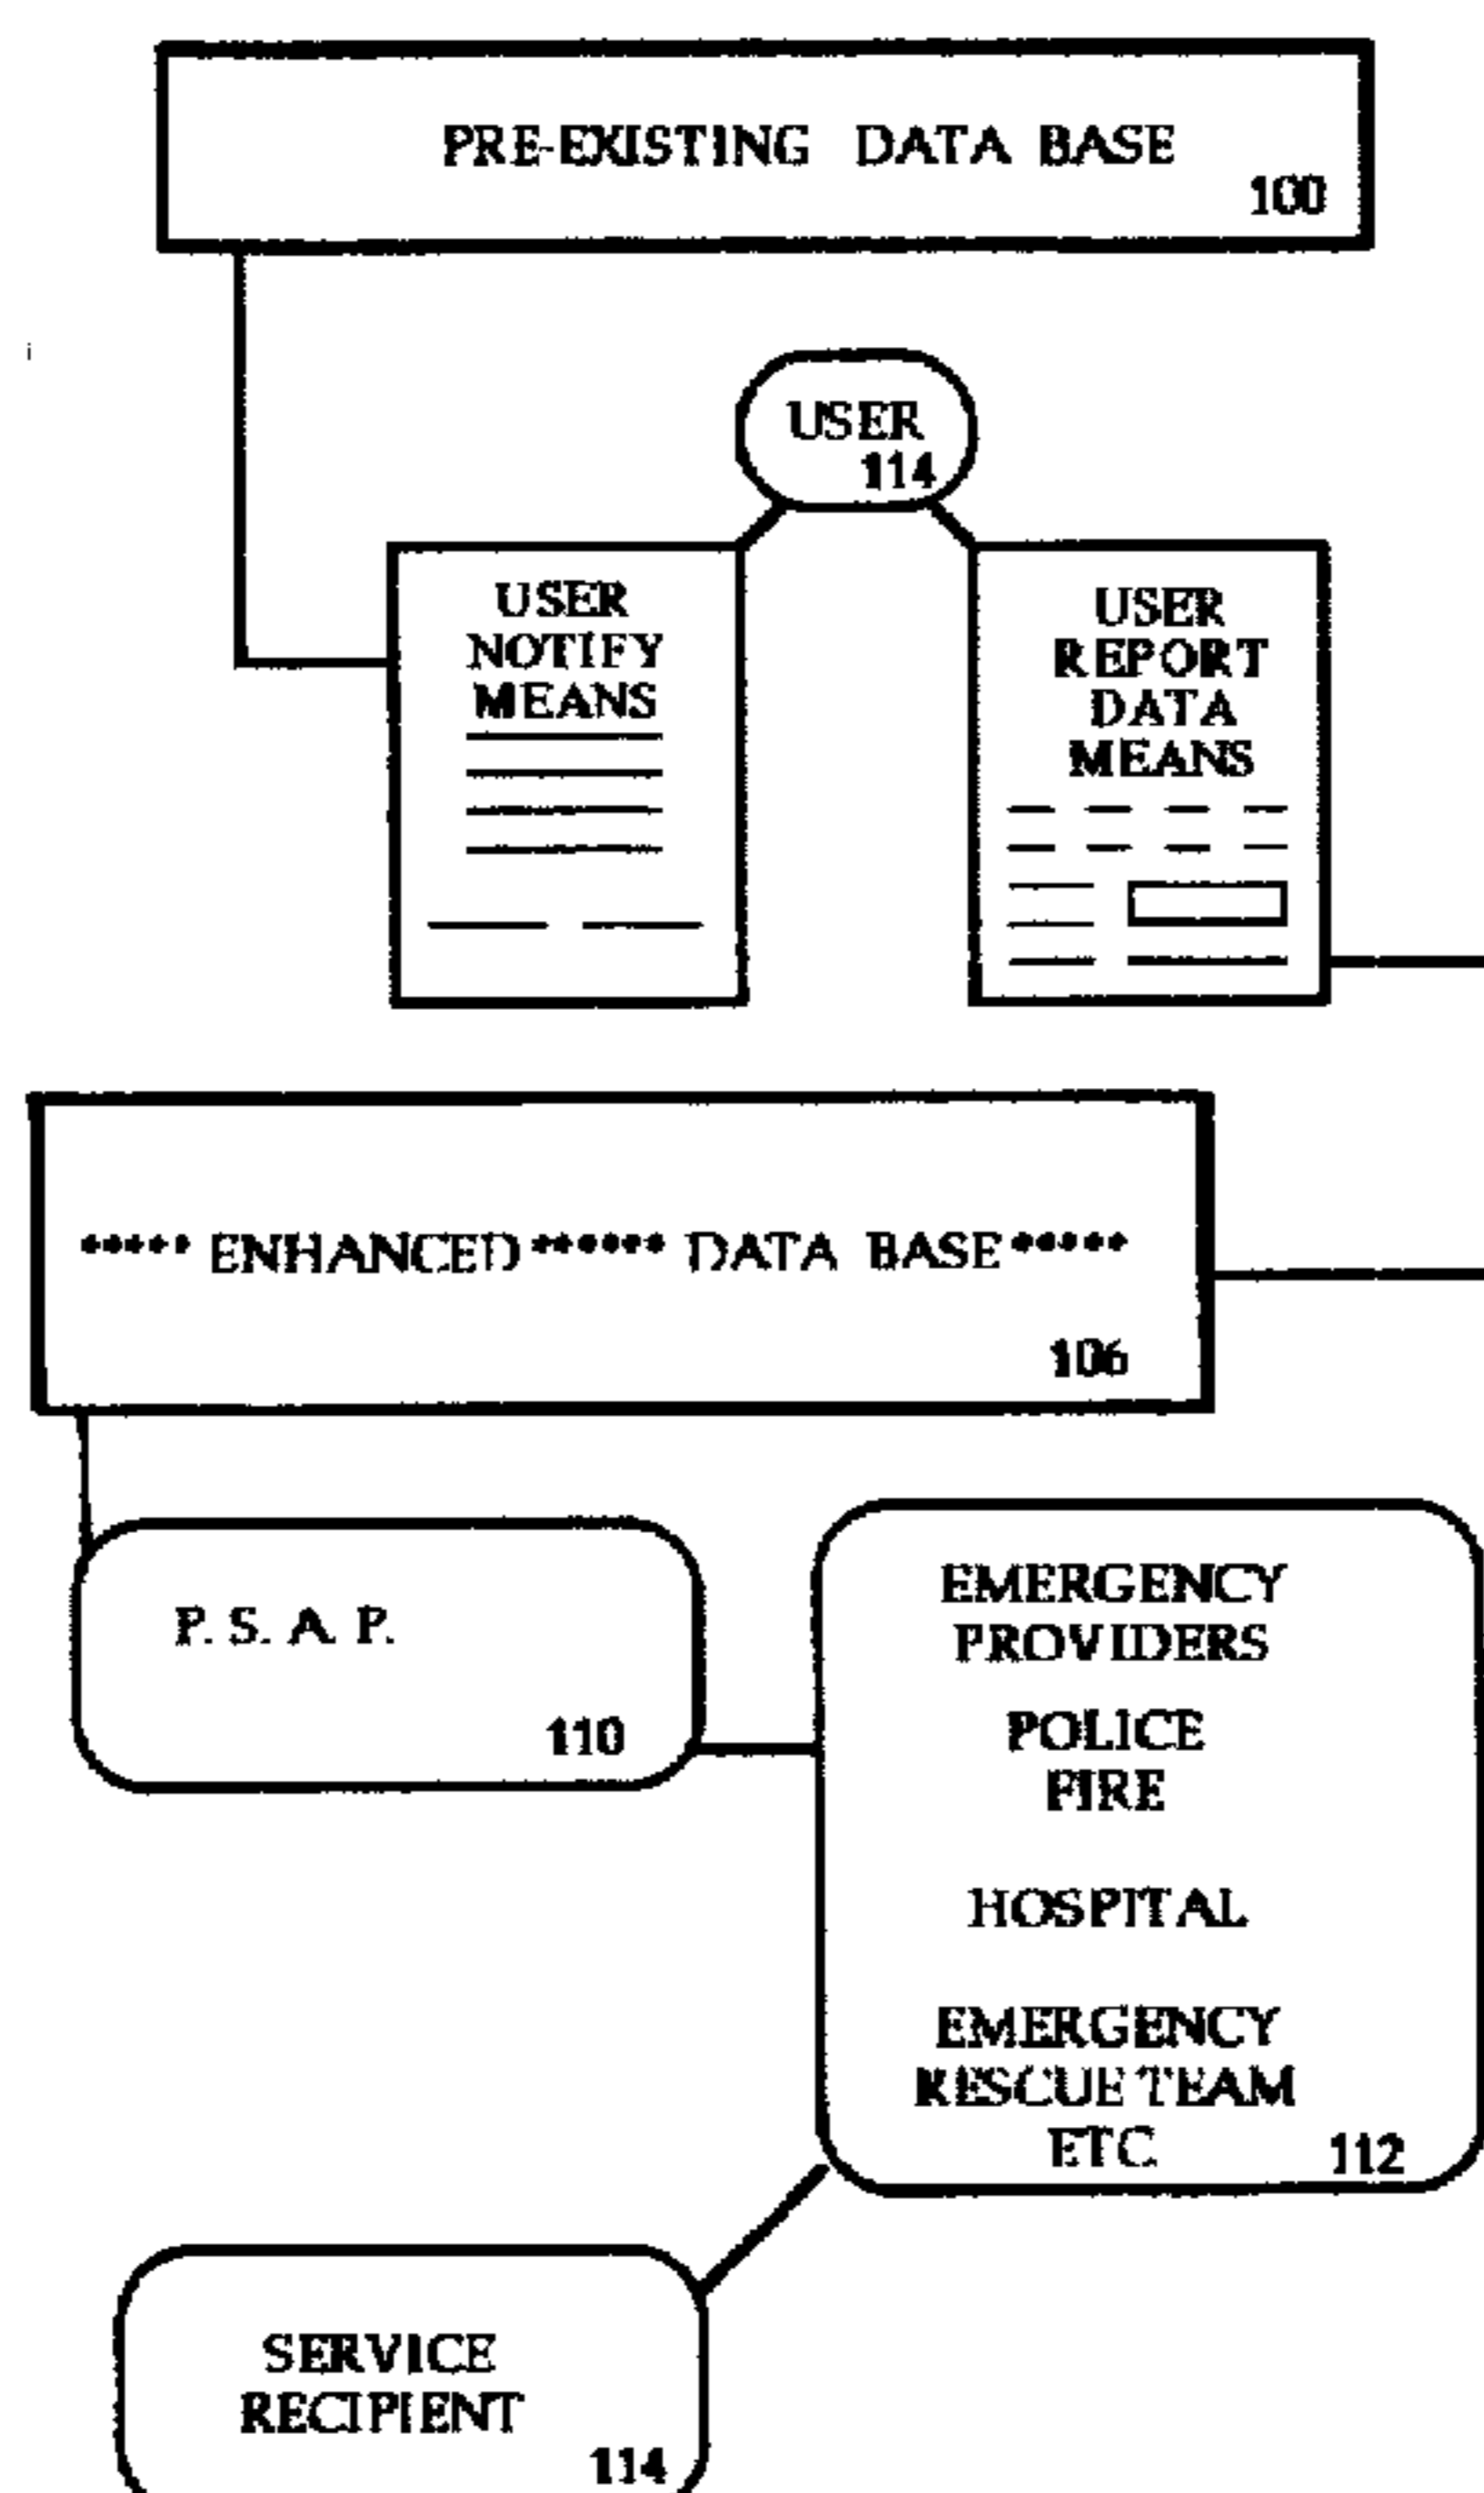 PRE-EXISTING DATA BASE
100
i
USER
114
USER
NOTIFY
MEANS
USER
REPORT
DATA
MEANS
••••• ENHANCED ••••• DATA BASE •••••
106
P. S. A. P.
110
EMERGENCY
PROVIDERS
POLICE
FIRE
HOSPITAL
EMERGENCY
RESCUE TEAM
ETC
112
SERVICE
RECIPIENT
114